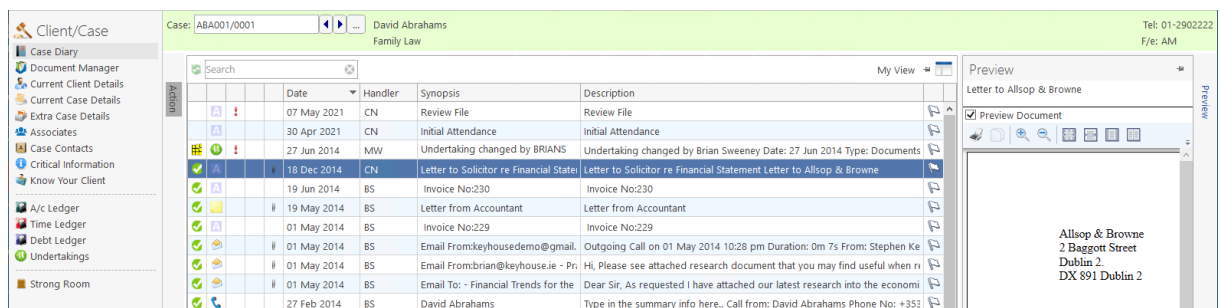 Client/Case
Case Diary
Document Manager
Current Client Details
Current Case Details
Extra Case Details
Associates
Case Contacts
Critical Information
Know Your Client
A/c Ledger
Time Ledger
Debt Ledger
Undertakings
Strong Room
Case: ABA001/0001 ... David Abrahams Tel: 01-2902222
Family Law F/e: AM
Action
Search My View
Date Handler Synopsis Description
07 May 2021 CN Review File Review File
30 Apr 2021 CN Initial Attendance Initial Attendance
27 Jun 2014 MW Undertaking changed by BRIANS Undertaking changed by Brian Sweeney Date: 27 Jun 2014 Type: Documents
18 Dec 2014 CN Letter to Solicitor re Financial State Letter to Solicitor re Financial Statement Letter to Allsop & Browne
19 Jun 2014 BS Invoice No:230 Invoice No:230
19 May 2014 BS Letter from Accountant Letter from Accountant
01 May 2014 BS Invoice No:229 Invoice No:229
01 May 2014 BS Email From:keyhousedemo@gmail. Outgoing Call on 01 May 2014 10:28 pm Duration: 0m 7s From: Stephen Ke
01 May 2014 BS Email From:brian@keyhouse.ie - Pr Hi, Please see attached research document that you may find useful when r
01 May 2014 BS Email To: - Financial Trends for the Dear Sir, As requested I have attached our latest research into the economi
27 Feb 2014 BS David Abrahams Type in the summary info here.. Call from: David Abrahams Phone No: +353
Preview
Letter to Allsop & Browne
Preview Document
Allsop & Browne
2 Baggott Street
Dublin 2.
DX 891 Dublin 2
Preview